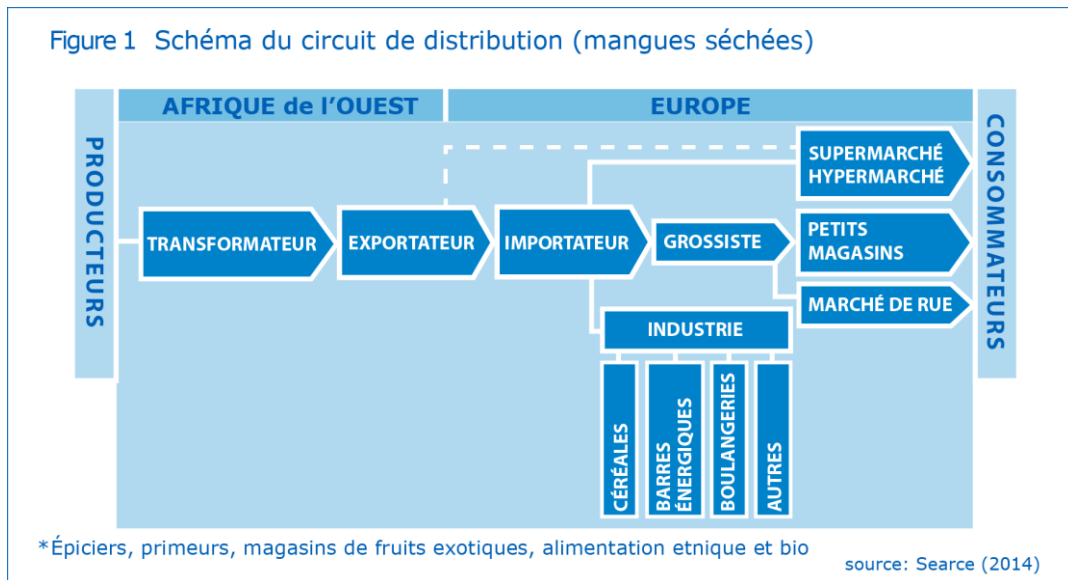 Figure 1 Schéma du circuit de distribution (mangues séchées)
AFRIQUE de l'OUEST
EUROPE
PRODUCTEURS
TRANSFORMATEUR
EXPORTATEUR
IMPORTATEUR
GROSSISTE
SUPERMARCHÉ
HYPERMARCHÉ
PETITS
MAGASINS
MARCHÉ DE RUE
CONSOMMATEURS
INDUSTRIE
CÉRÉALES
BARRES
ÉNERGIQUES
BOULANGERIES
AUTRES
*Épiciers, primeurs, magasins de fruits exotiques, alimentation etnique et bio
source: Searce (2014)